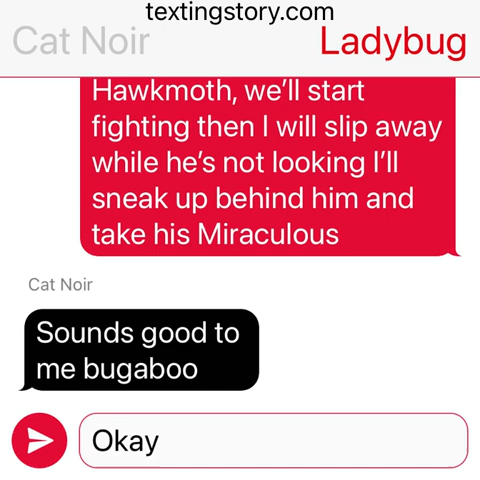 textingstory.com
Cat Noir
Ladybug
Hawkmoth, we’ll start
fighting then I will slip away
while he’s not looking I’ll
sneak up behind him and
take his Miraculous
Cat Noir
Sounds good to
me bugaboo
Okay